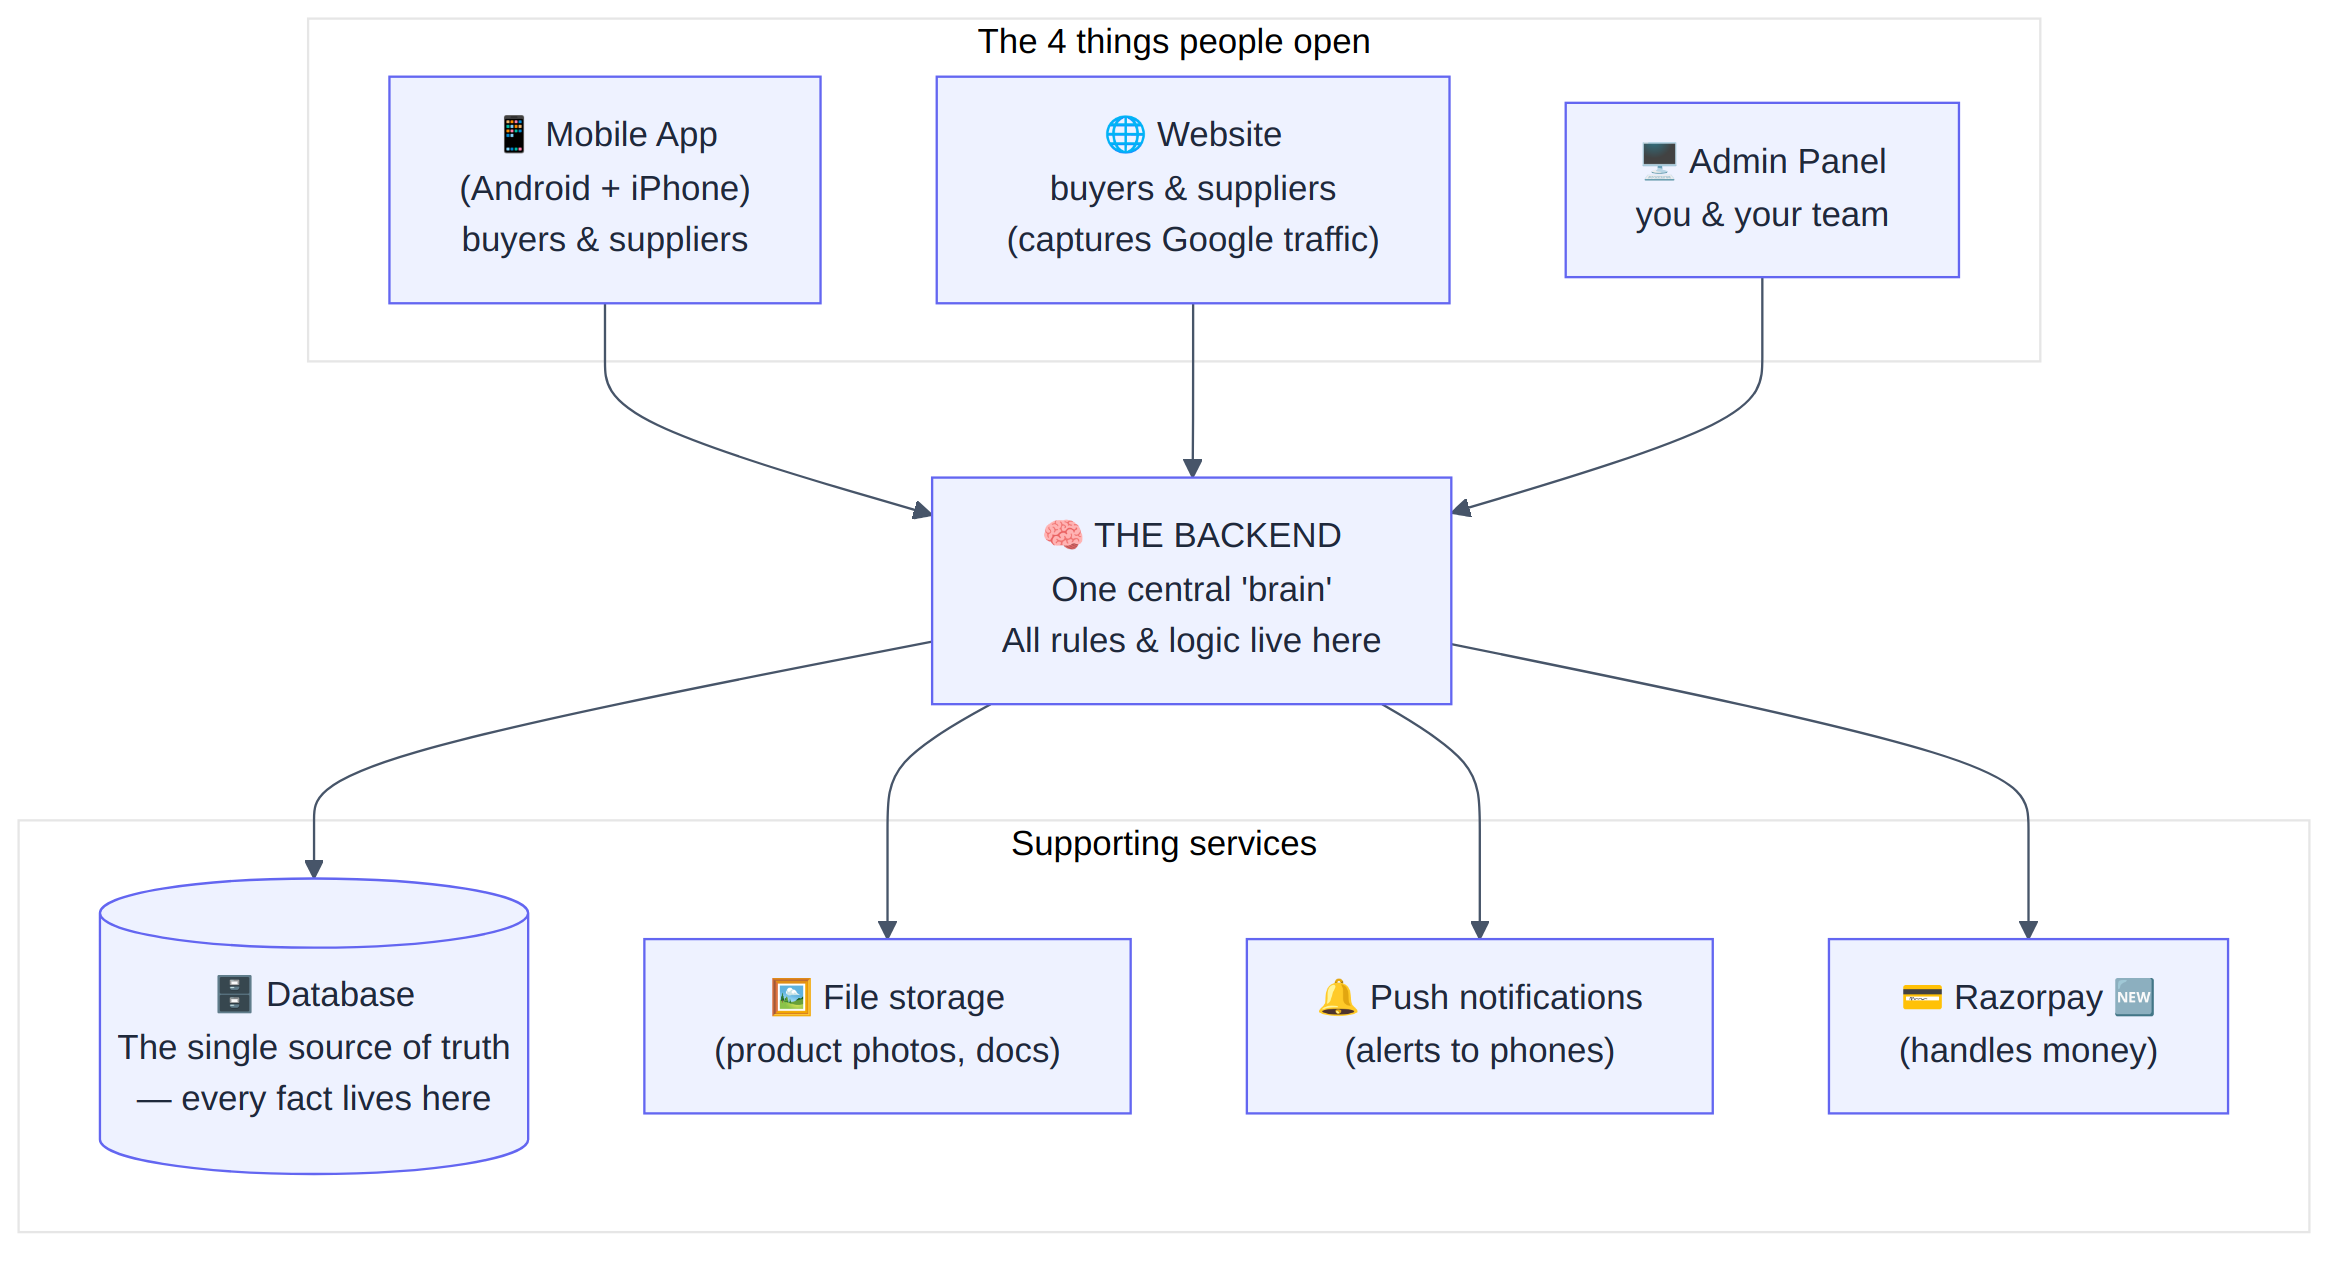 The 4 things people open
📱 Mobile App
(Android + iPhone)
buyers & suppliers
🌐 Website
buyers & suppliers
(captures Google traffic)
🖥️ Admin Panel
you & your team
🧠 THE BACKEND
One central 'brain'
All rules & logic live here
Supporting services
🗄️ Database
The single source of truth
— every fact lives here
🖼️ File storage
(product photos, docs)
🔔 Push notifications
(alerts to phones)
💳 Razorpay 🆕
(handles money)